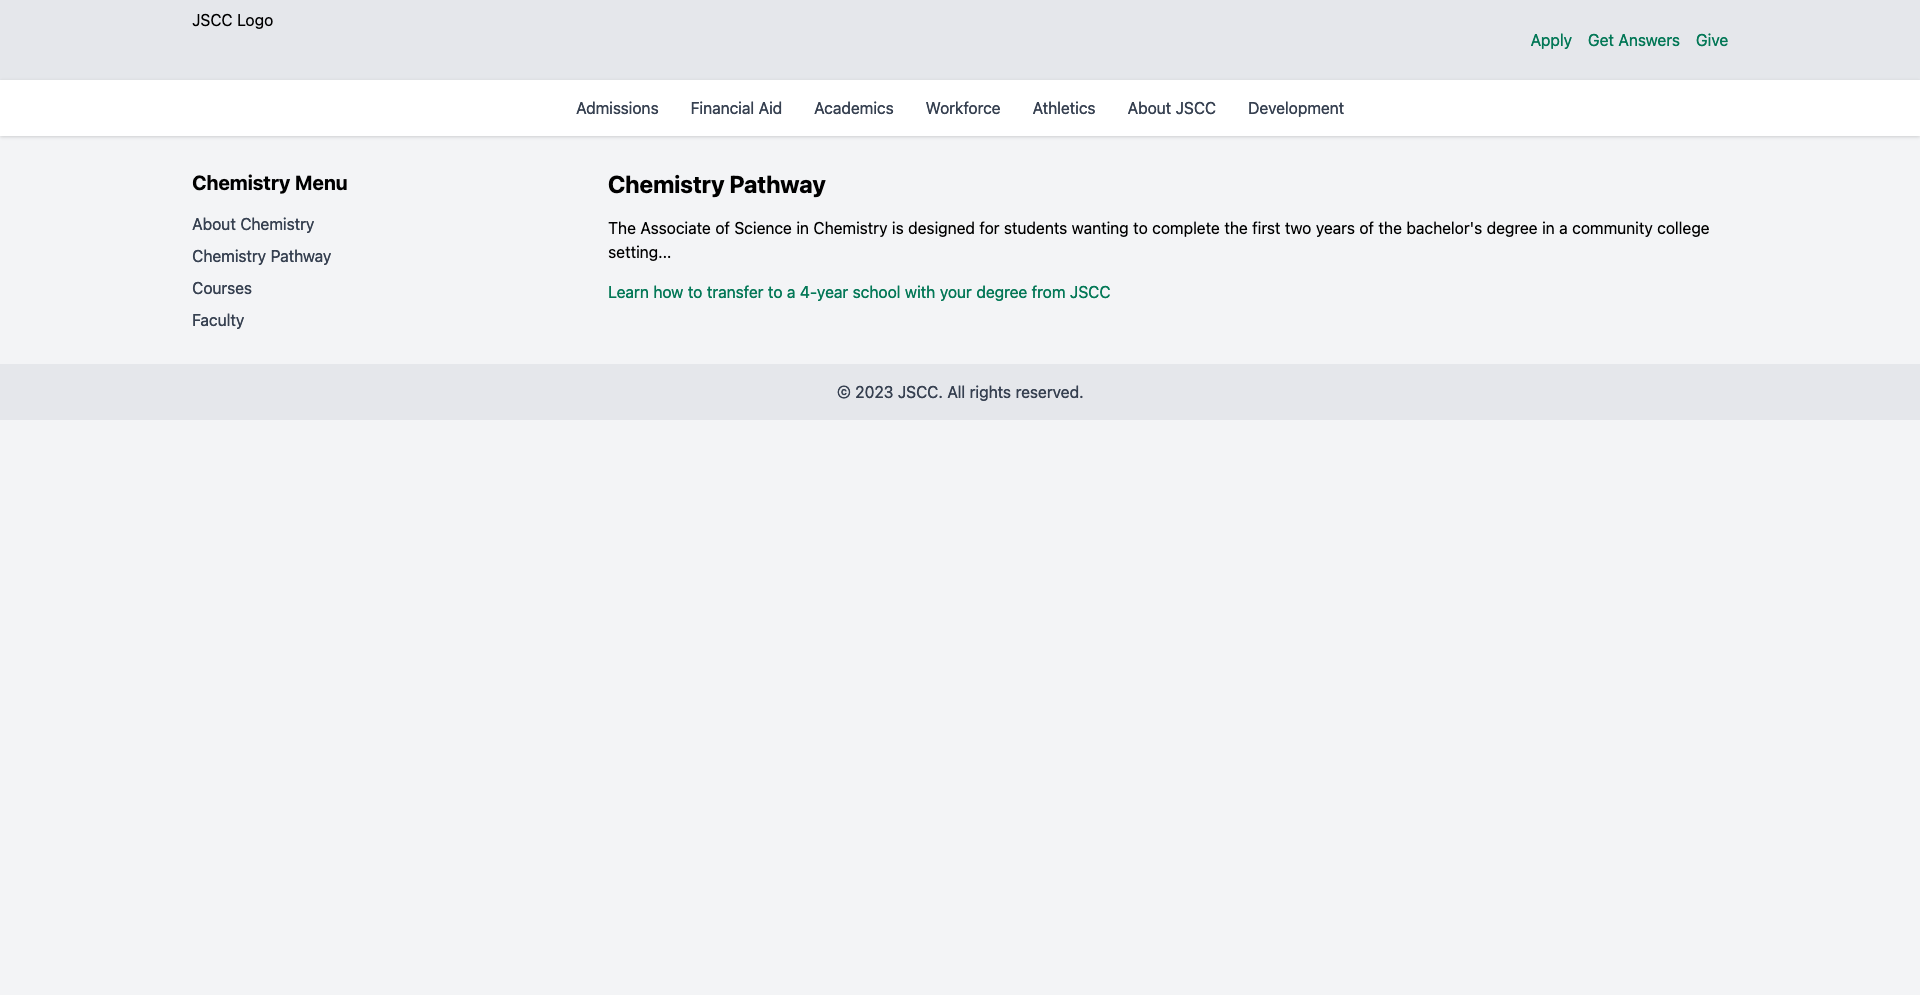 JSCC Logo
Apply Get Answers Give
Admissions Financial Aid Academics Workforce Athletics About JSCC Development
Chemistry Menu
About Chemistry
Chemistry Pathway
Courses
Faculty
Chemistry Pathway
The Associate of Science in Chemistry is designed for students wanting to complete the first two years of the bachelor's degree in a community college
setting...
Learn how to transfer to a 4-year school with your degree from JSCC
© 2023 JSCC. All rights reserved.